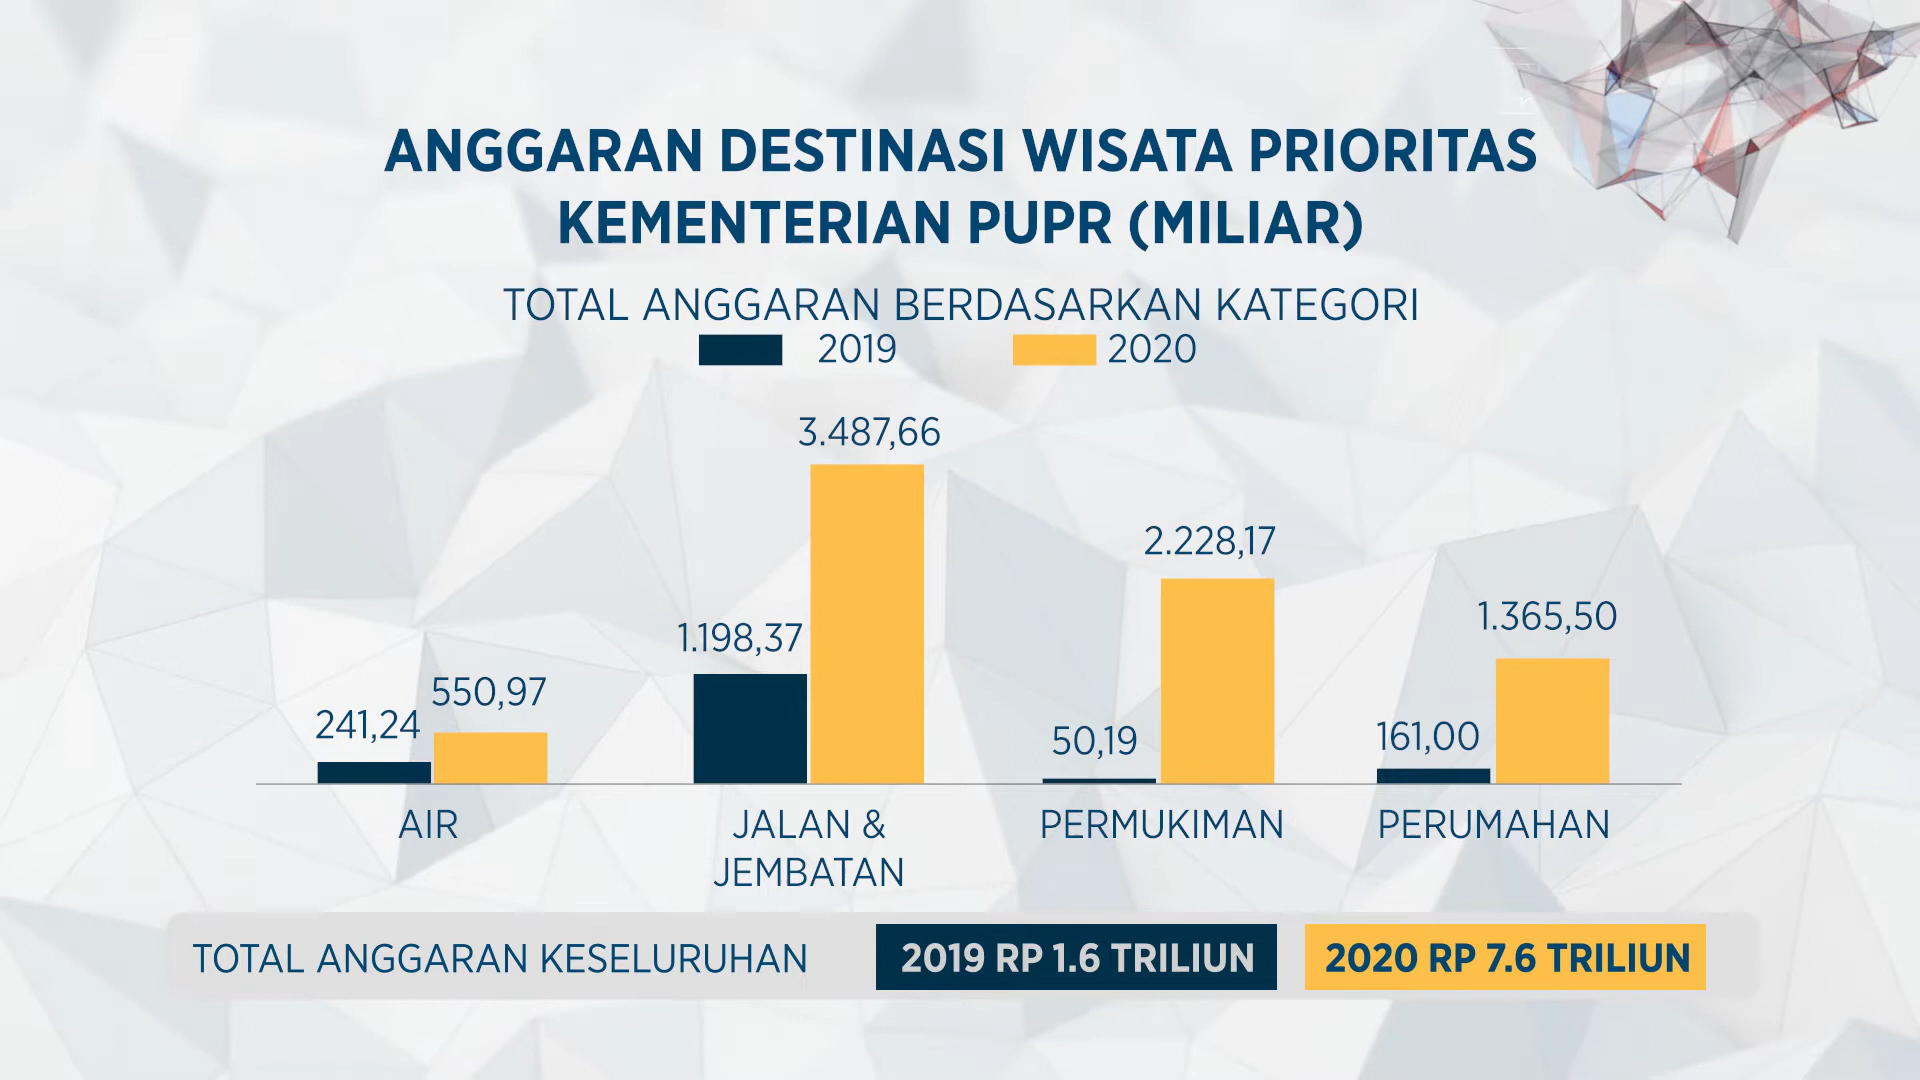 ANGGARAN DESTINASI WISATA PRIORITAS
KEMENTERIAN PUPR (MILIAR)
TOTAL ANGGARAN BERDASARKAN KATEGORI
2019
2020
241,24
550,97
1.198,37
3.487,66
50,19
2.228,17
161,00
1.365,50
AIR
JALAN &
JEMBATAN
PERMUKIMAN
PERUMAHAN
TOTAL ANGGARAN KESELURUHAN
2019 RP 1.6 TRILIUN
2020 RP 7.6 TRILIUN